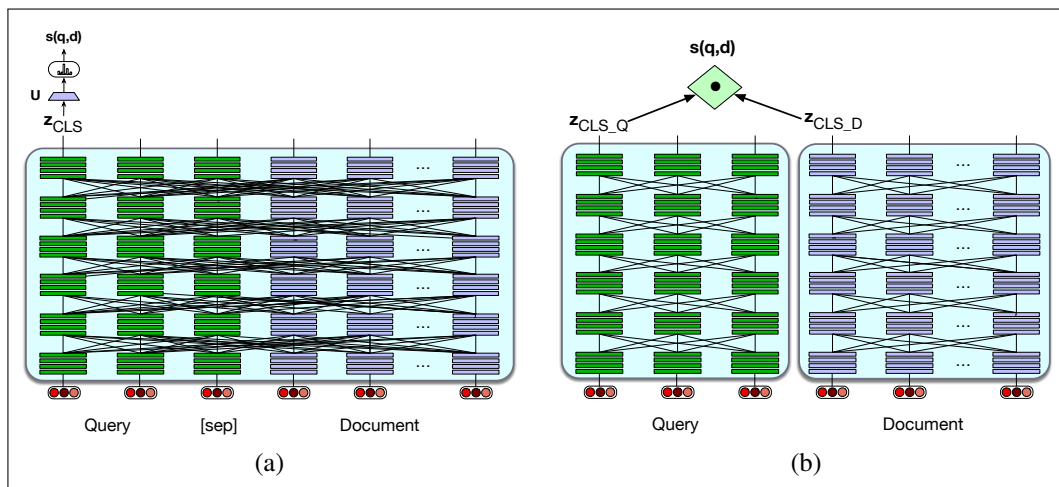 s(q,d)
U
zCLS
...
...
...
...
...
...
Query [sep] Document
(a)
s(q,d)
zCLS_Q
zCLS_D
...
...
...
...
...
...
Query
Document
(b)